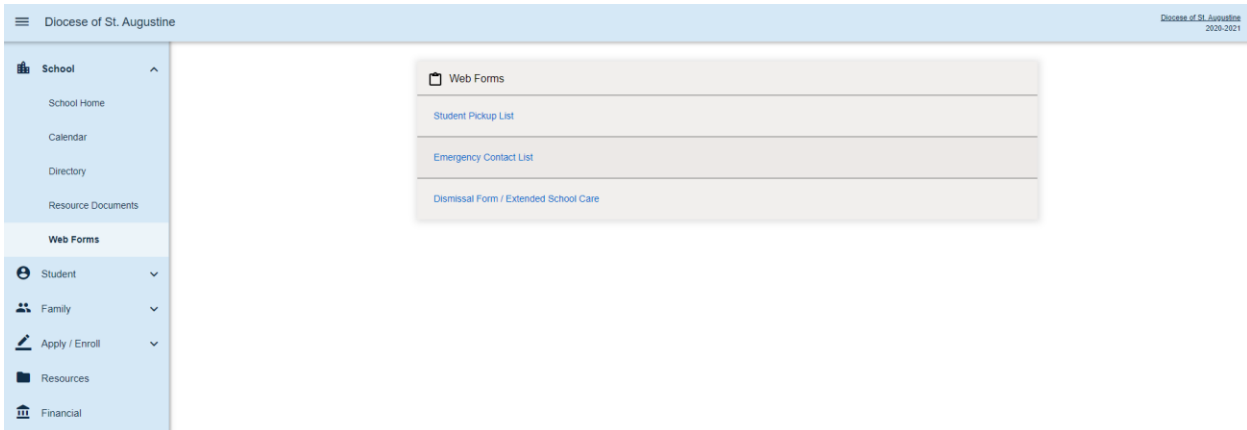 Diocese of St. Augustine
Diocese of St. Augustine
2020-2021
School
School Home
Calendar
Directory
Resource Documents
Web Forms
Student
Family
Apply / Enroll
Resources
Financial
Web Forms
Student Pickup List
Emergency Contact List
Dismissal Form / Extended School Care